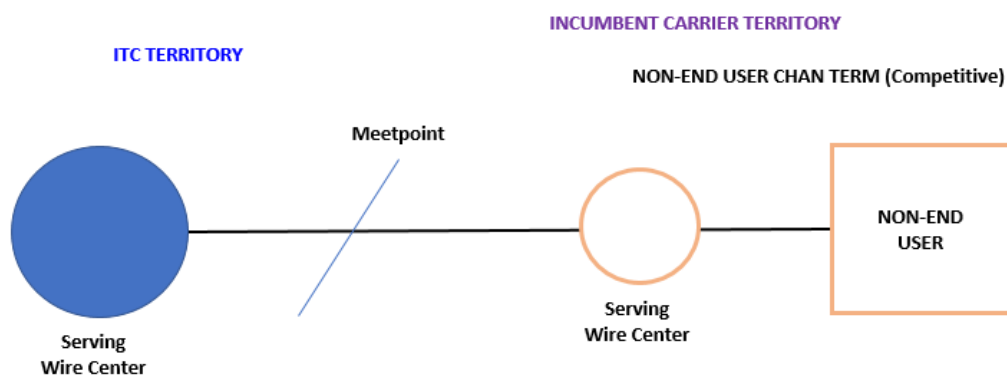 INCUMBENT CARRIER TERRITORY
ITC TERRITORY
NON-END USER CHAN TERM (Competitive)
Meetpoint
NON-END
USER
Serving
Wire Center
Serving
Wire Center